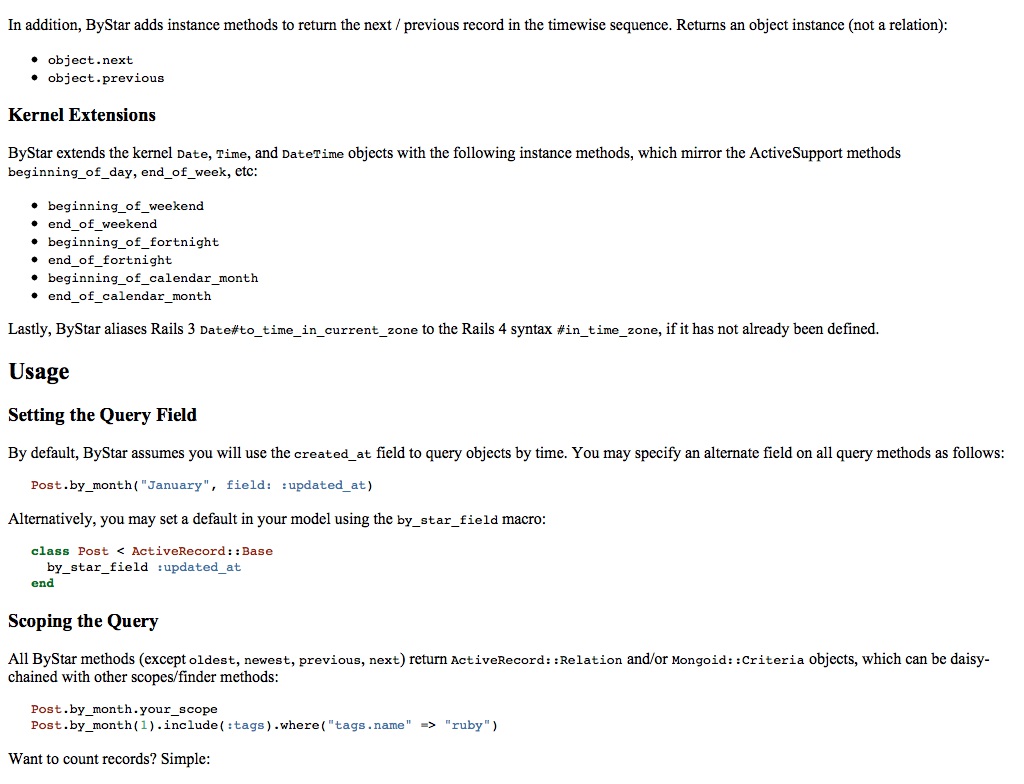 In addition, ByStar adds instance methods to return the next / previous record in the timewise sequence. Returns an object instance (not a relation):
• object.next
• object.previous
Kernel Extensions
ByStar extends the kernel Date, Time, and DateTime objects with the following instance methods, which mirror the ActiveSupport methods
beginning_of_day, end_of_week, etc:
• beginning_of_weekend
• end_of_weekend
• beginning_of_fortnight
• end_of_fortnight
• beginning_of_calendar_month
• end_of_calendar_month
Lastly, ByStar aliases Rails 3 Date#to_time_in_current_zone to the Rails 4 syntax #in_time_zone, if it has not already been defined.
Usage
Setting the Query Field
By default, ByStar assumes you will use the created_at field to query objects by time. You may specify an alternate field on all query methods as follows:
Post.by_month("January", field: :updated_at)
Alternatively, you may set a default in your model using the by_star_field macro:
class Post < ActiveRecord::Base
  by_star_field :updated_at
end
Scoping the Query
All ByStar methods (except oldest, newest, previous, next) return ActiveRecord::Relation and/or Mongoid::Criteria objects, which can be daisy-
chained with other scopes/finder methods:
Post.by_month.your_scope
Post.by_month(1).include(:tags).where("tags.name" => "ruby")
Want to count records? Simple: